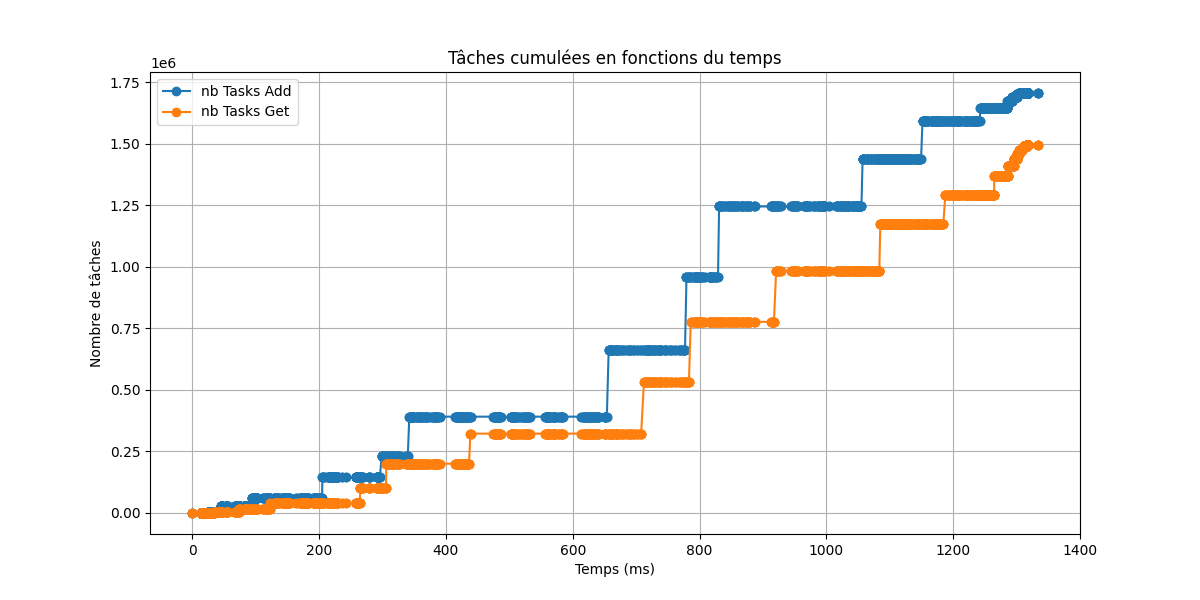 Tâches cumulées en fonctions du temps
1e6
nb Tasks Add
nb Tasks Get
1.75
1.50
1.25
1.00
0.75
0.50
0.25
0.00
Nombre de tâches
0 200 400 600 800 1000 1200 1400
Temps (ms)